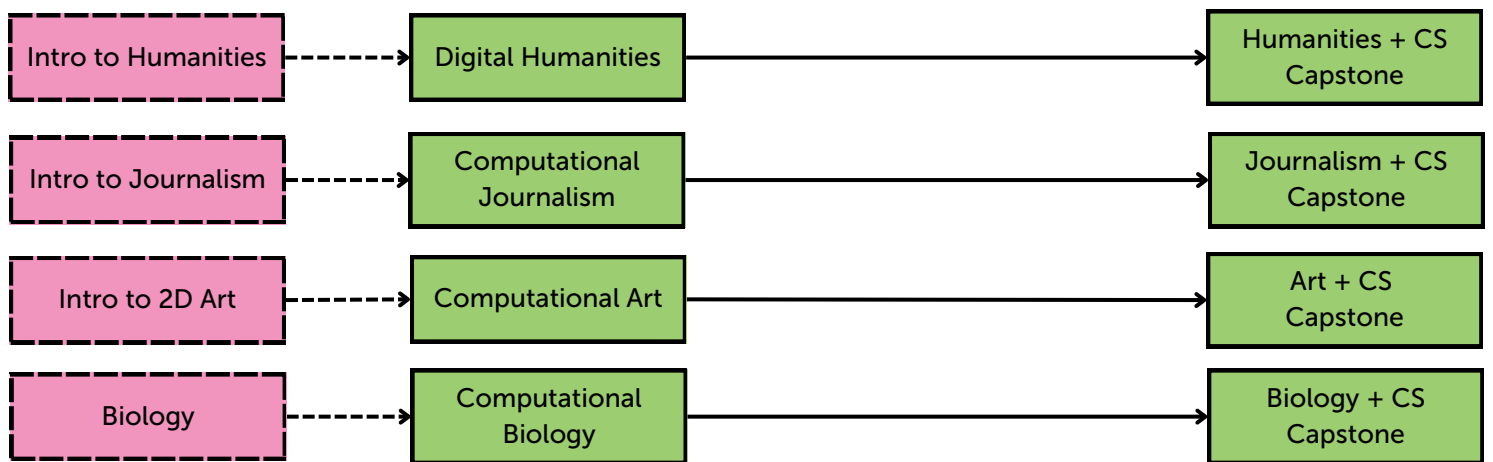 Intro to Humanities
Digital Humanities
Humanities + CS
Capstone
Intro to Journalism
Computational
Journalism
Journalism + CS
Capstone
Intro to 2D Art
Computational Art
Art + CS
Capstone
Biology
Computational
Biology
Biology + CS
Capstone